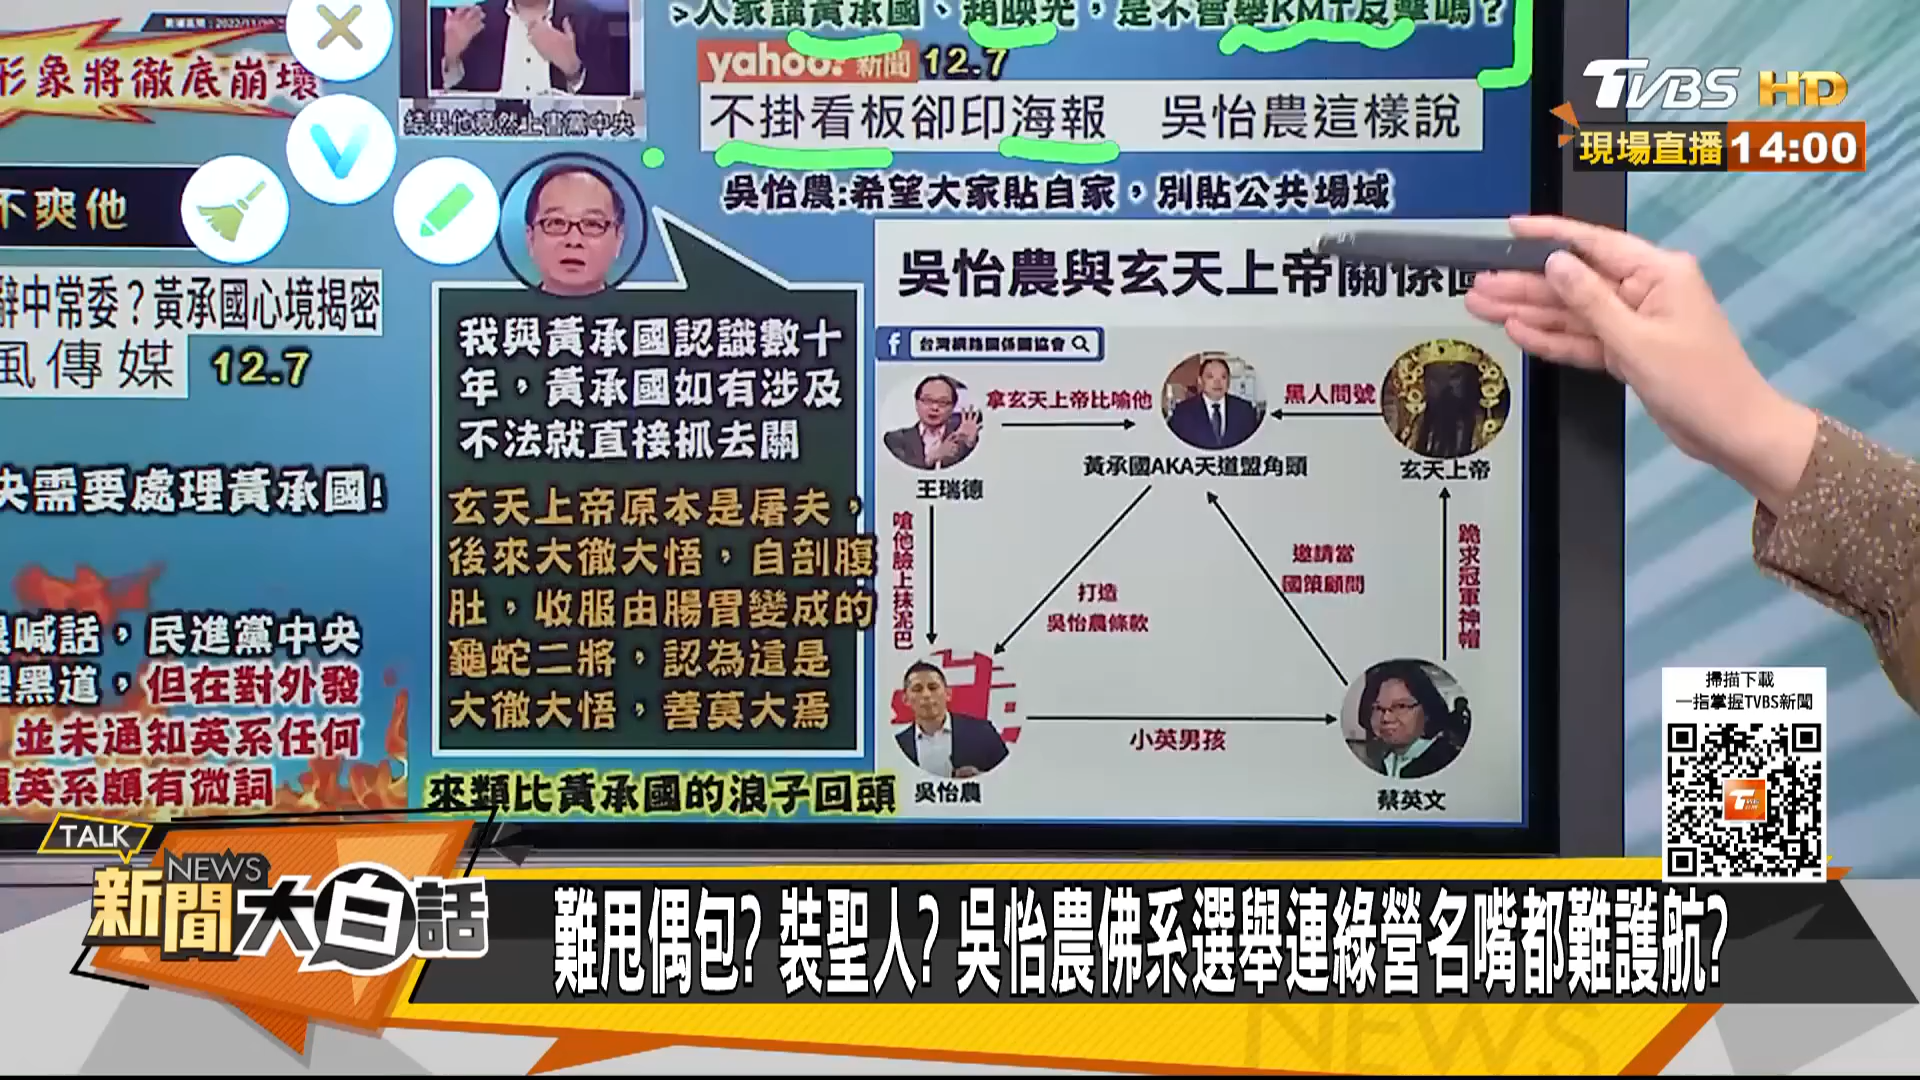 形象將徹底崩壞
不爽他
中常委？黃承國心境揭密
風傳媒 12.7
央需要處理黃承國!
喊話，民進黨中央
理黑道，但在對外發
並未通知英系任何
英系頗有微詞
結果他竟然上書黨中央
>人家講黃承國、趙映光，是不會舉KMT反擊嗎？
yahoo! 新聞 12.7
不掛看板卻印海報 吳怡農這樣說
吳怡農:希望大家貼自家，別貼公共場域
我與黃承國認識數十
年，黃承國如有涉及
不法就直接抓去關
玄天上帝原本是屠夫，
後來大徹大悟，自剖腹
肚，收服由腸胃變成的
龜蛇二將，認為這是
大徹大悟，善莫大焉
來類比黃承國的浪子回頭
吳怡農與玄天上帝關係圖
f 台灣網路關係圖協會
拿玄天上帝比喻他
黑人問號
王瑞德
黃承國AKA天道盟角頭
玄天上帝
嗆他臉上抹泥巴
打造
吳怡農條款
邀請當
國策顧問
跪求冠軍神帽
小英男孩
吳怡農
蔡英文
TVBS HD
現場直播 14:00
掃描下載
一指掌握TVBS新聞
TALK
NEWS
新聞大白話
難甩偶包? 裝聖人? 吳怡農佛系選舉連綠營名嘴都難護航?
NEWS